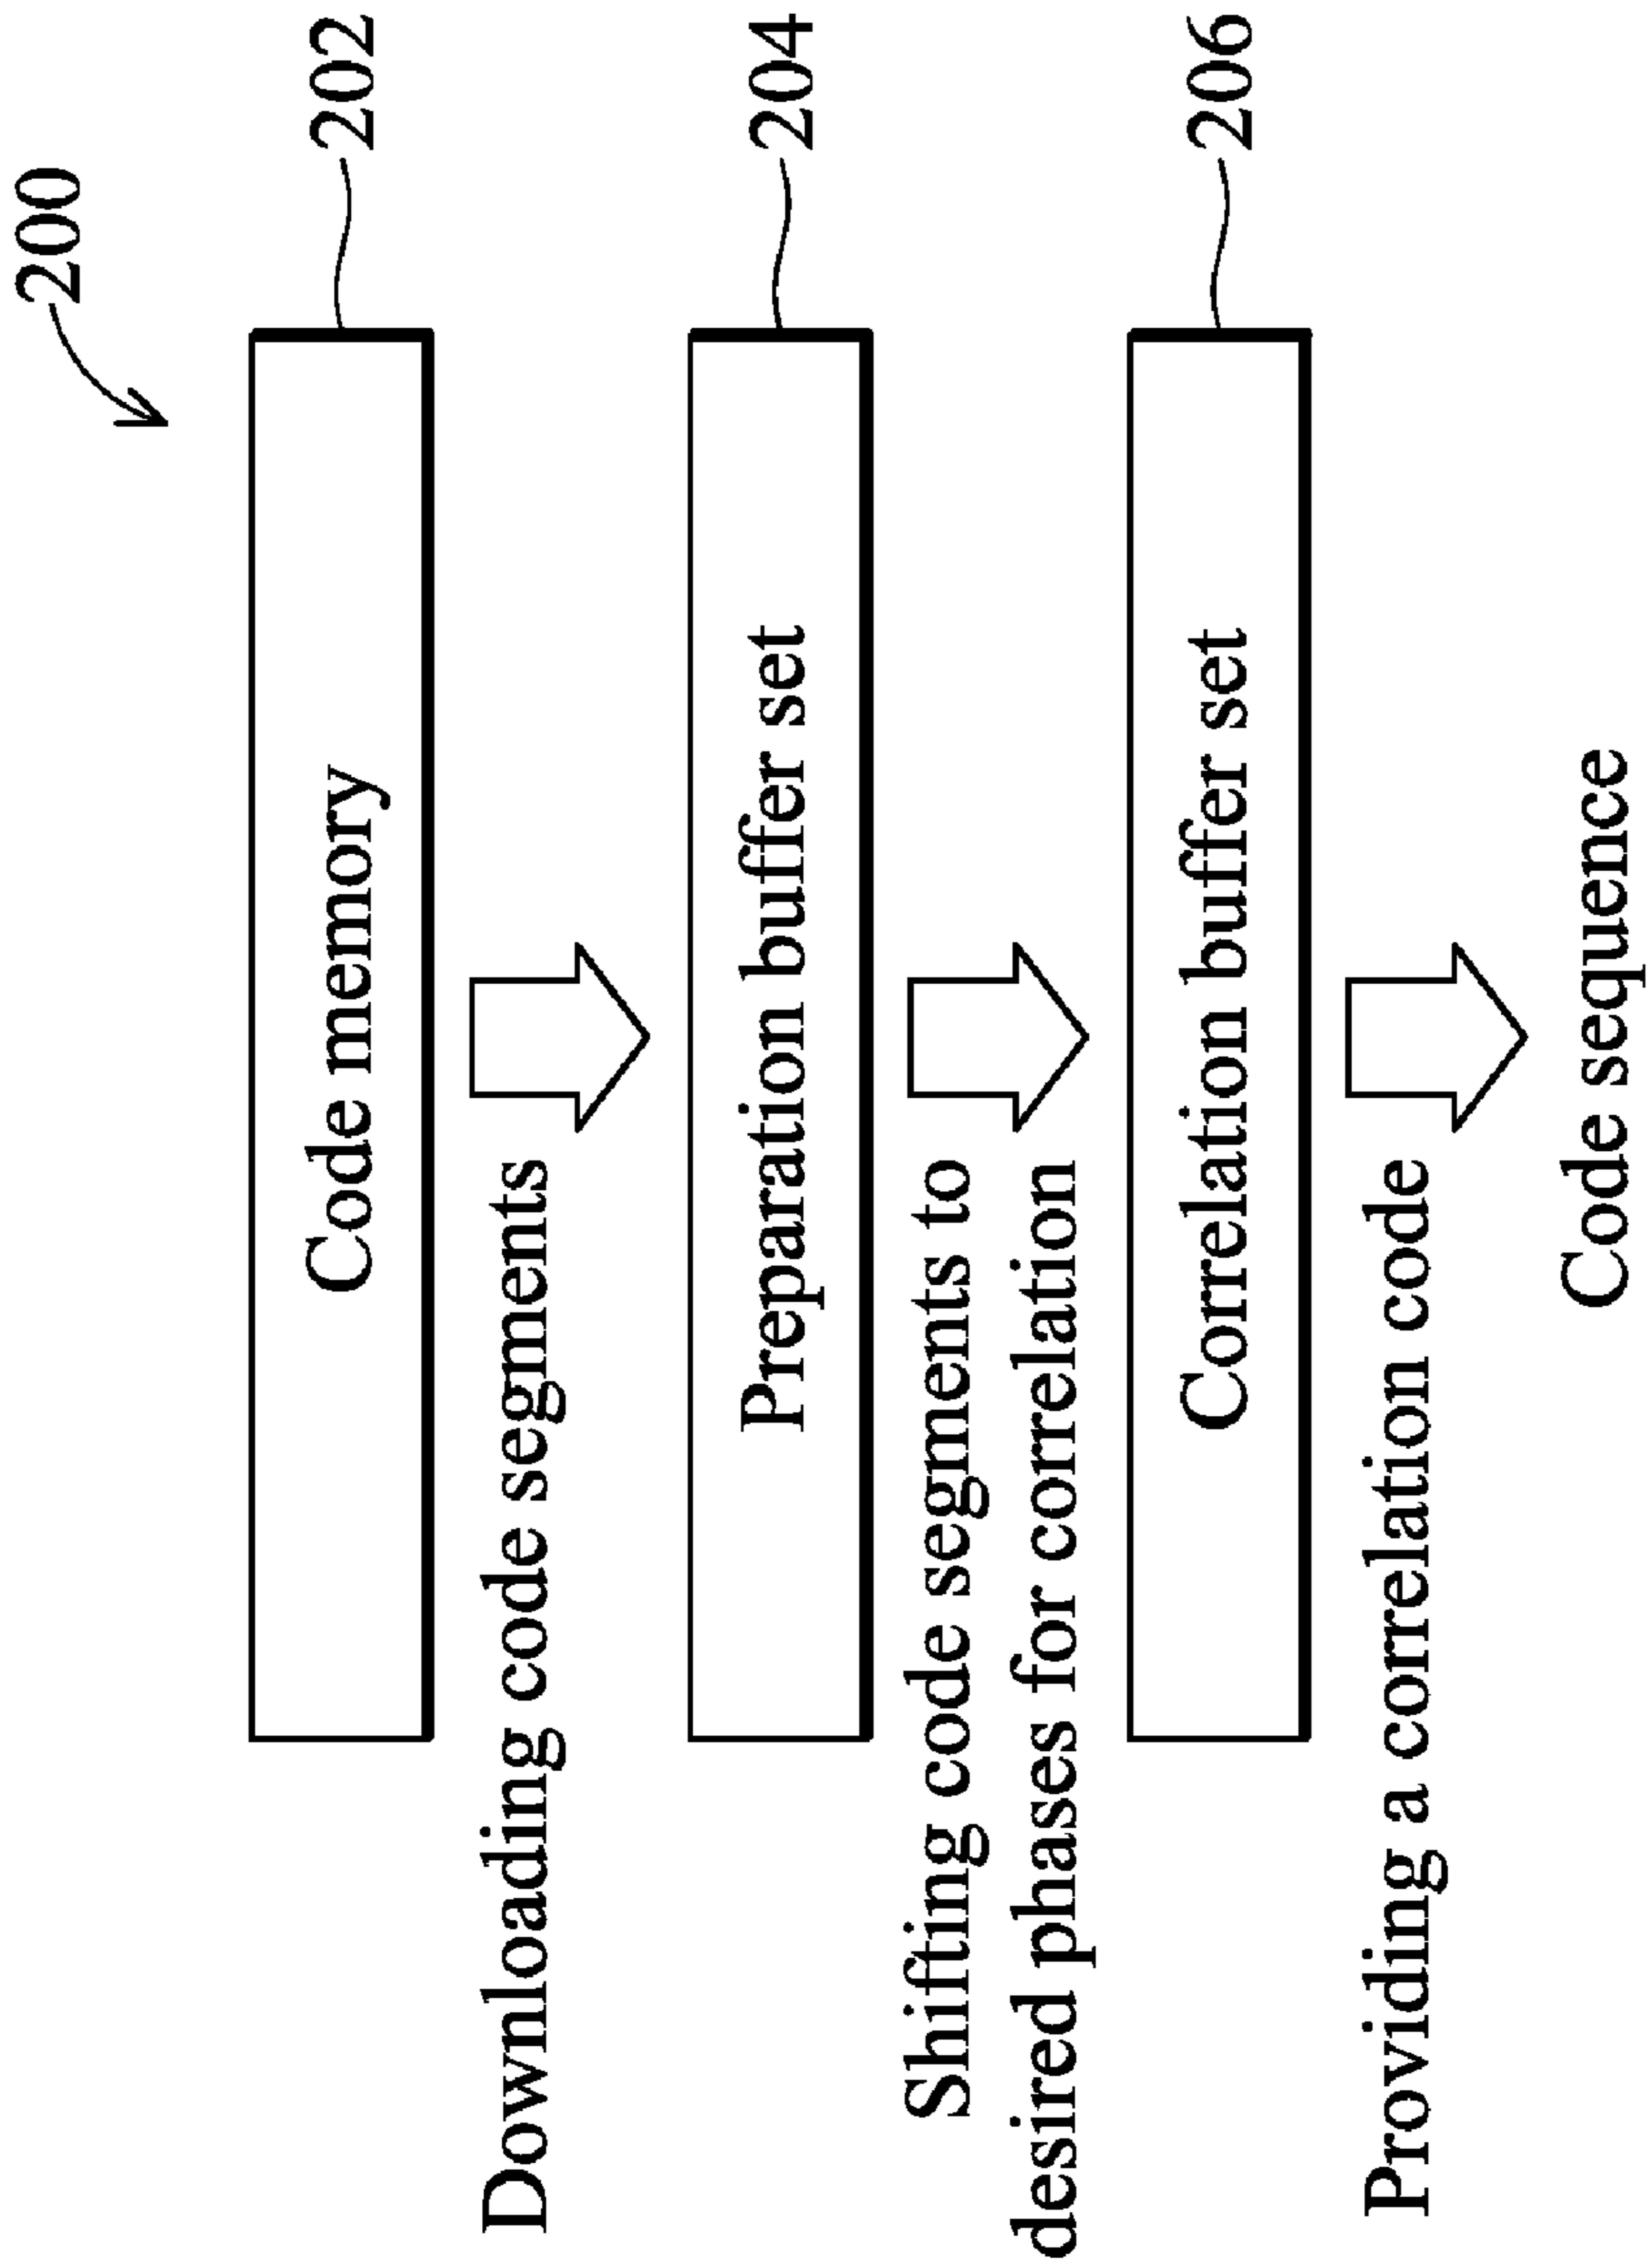 200
Code memory
202
Downloading code segments
Preparation buffer set
204
Shifting code segments to
desired phases for correlation
Correlation buffer set
206
Providing a correlation code
Code sequence